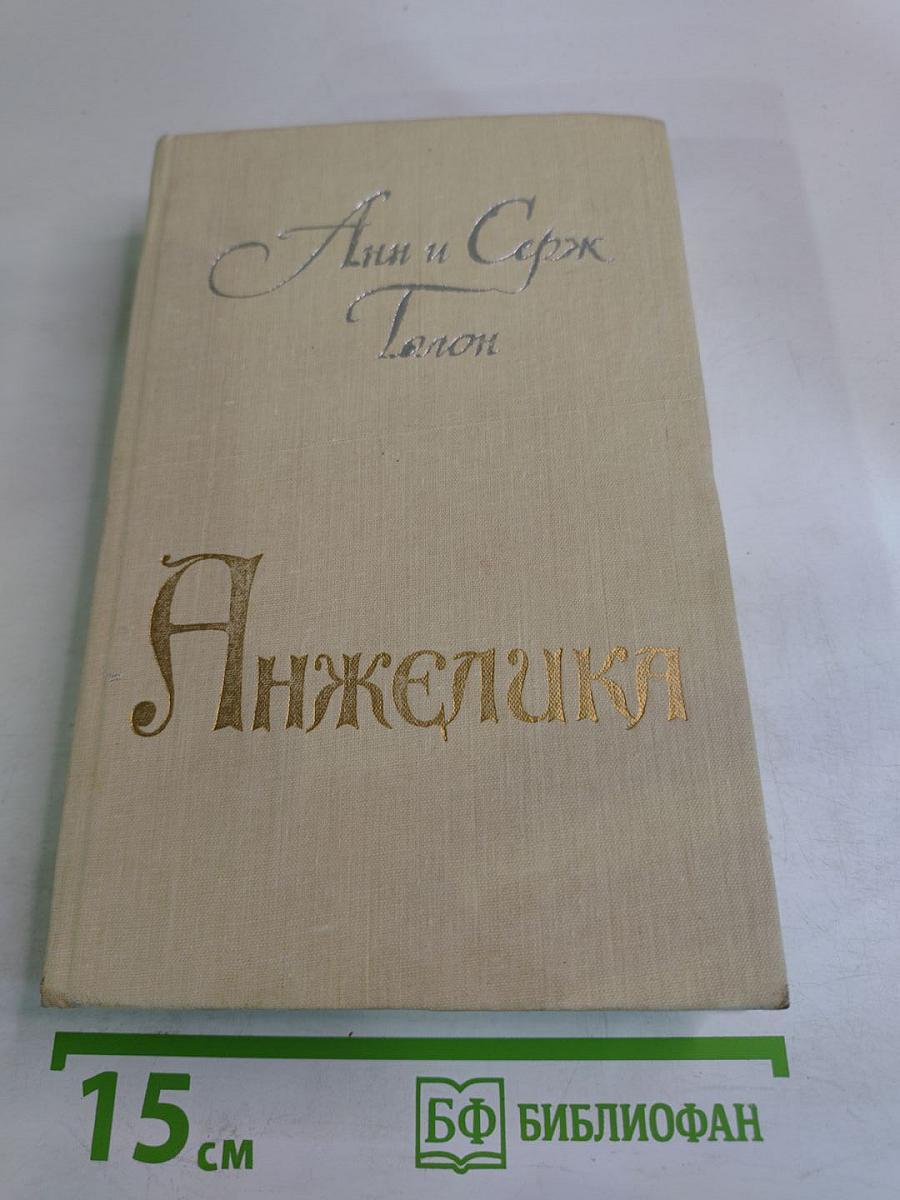 Анн и Серж
Голон
Анжелика
15 см
БФ БИБЛИОФАН